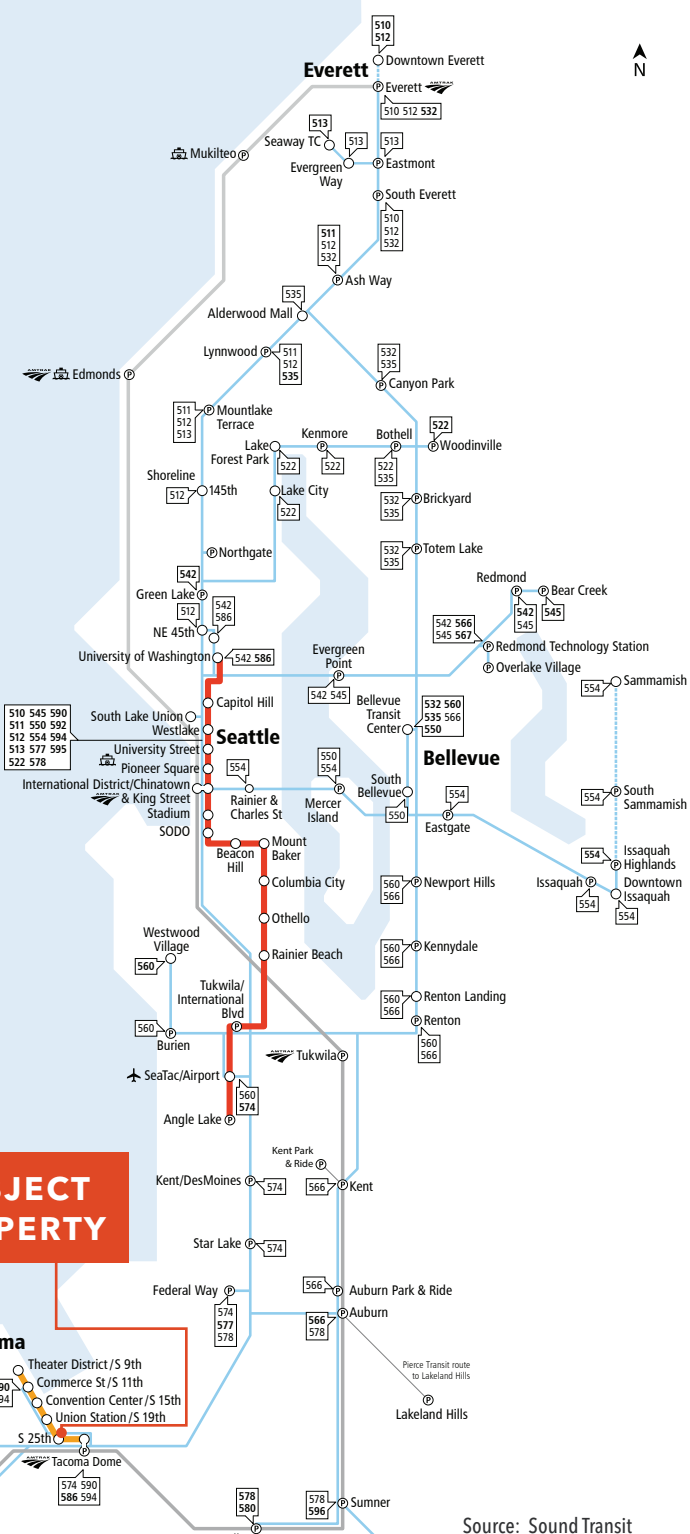 510
512
Downtown Everett
Everett
Everett
AMTRAK
510 512 532
N
513
Seaway TC
513
513
Mukilteo
Evergreen
Way
Eastmont
South Everett
510
512
532
511
512
532
Ash Way
535
Alderwood Mall
Lynnwood
511
512
535
532
535
Canyon Park
AMTRAK
Edmonds
511
512
513
Mountlake
Terrace
522
Lake
Forest Park
522
Kenmore
522
Bothell
522
535
Woodinville
Shoreline
145th
512
Lake City
522
532
535
Brickyard
Northgate
532
535
Totem Lake
542
Green Lake
Redmond
Bear Creek
542
545
545
512
542
586
NE 45th
542 566
545 567
Redmond Technology Station
University of Washington
542 586
Evergreen
Point
542 545
Overlake Village
554
Sammamish
Capitol Hill
510 545 590
511 550 592
512 554 594
513 577 595
522 578
South Lake Union
Westlake
Seattle
University Street
Pioneer Square
International District/Chinatown
AMTRAK
& King Street
Stadium
SODO
Bellevue
Transit
Center
532 560
535 566
550
Bellevue
554
Rainier &
Charles St
550
554
Mercer
Island
South
Bellevue
550
554
Eastgate
554
South
Sammamish
Beacon
Hill
Mount
Baker
554
Issaquah
Highlands
Columbia City
560
566
Newport Hills
Issaquah
554
Downtown
Issaquah
554
Othello
Westwood
Village
560
Rainier Beach
560
566
Kennydale
Tukwila/
International
Blvd
560
566
Renton Landing
560
Burien
Renton
560
566
AMTRAK
Tukwila
SeaTac/Airport
560
574
Angle Lake
Kent Park
& Ride
Kent/DesMoines
574
566
Kent
JECT
PERTY
Star Lake
574
Federal Way
574
577
578
566
Auburn Park & Ride
Auburn
566
578
ma
Theater District/S 9th
Commerce St/S 11th
Convention Center/S 15th
Union Station/S 19th
S 25th
90
94
Pierce Transit route
to Lakeland Hills
Lakeland Hills
AMTRAK
Tacoma Dome
574 590
586 594
578
580
578
596
Sumner
Source: Sound Transit